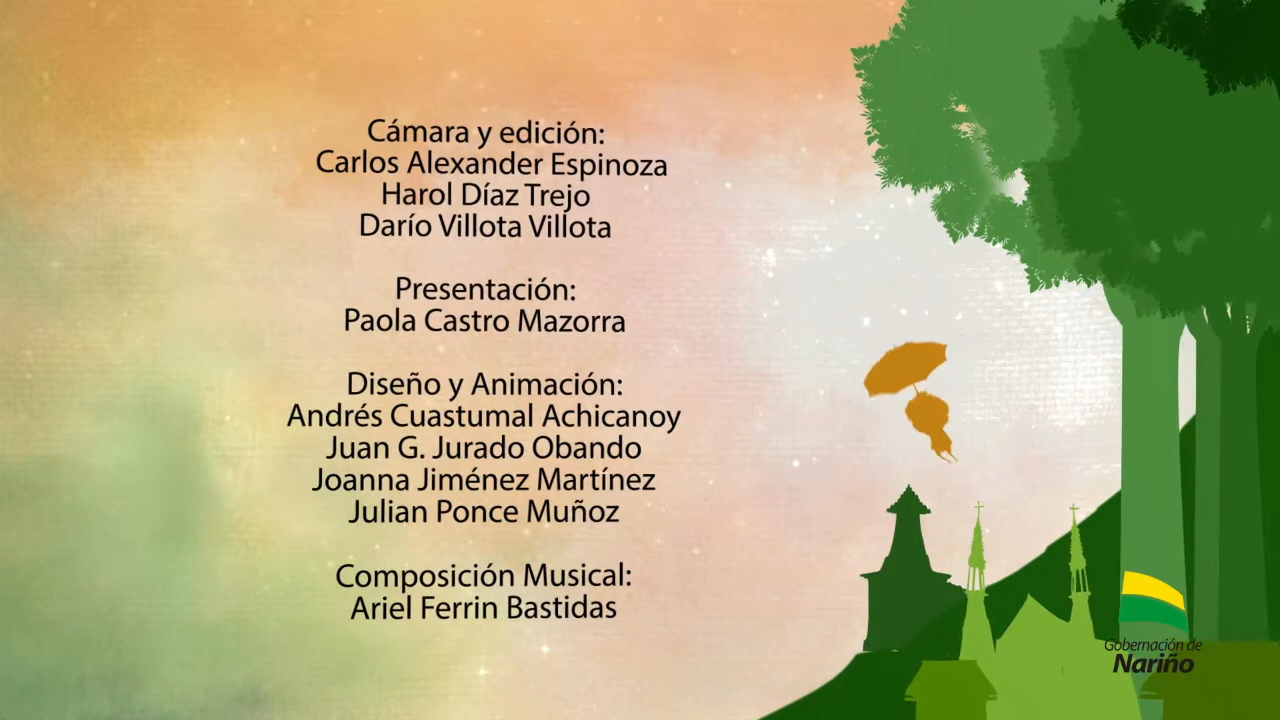 Cámara y edición:
Carlos Alexander Espinoza
Harol Díaz Trejo
Darío Villota Villota
Presentación:
Paola Castro Mazorra
Diseño y Animación:
Andrés Cuastumal Achicanoy
Juan G. Jurado Obando
Joanna Jiménez Martínez
Julian Ponce Muñoz
Composición Musical:
Ariel Ferrin Bastidas
Gobernación de
Nariño